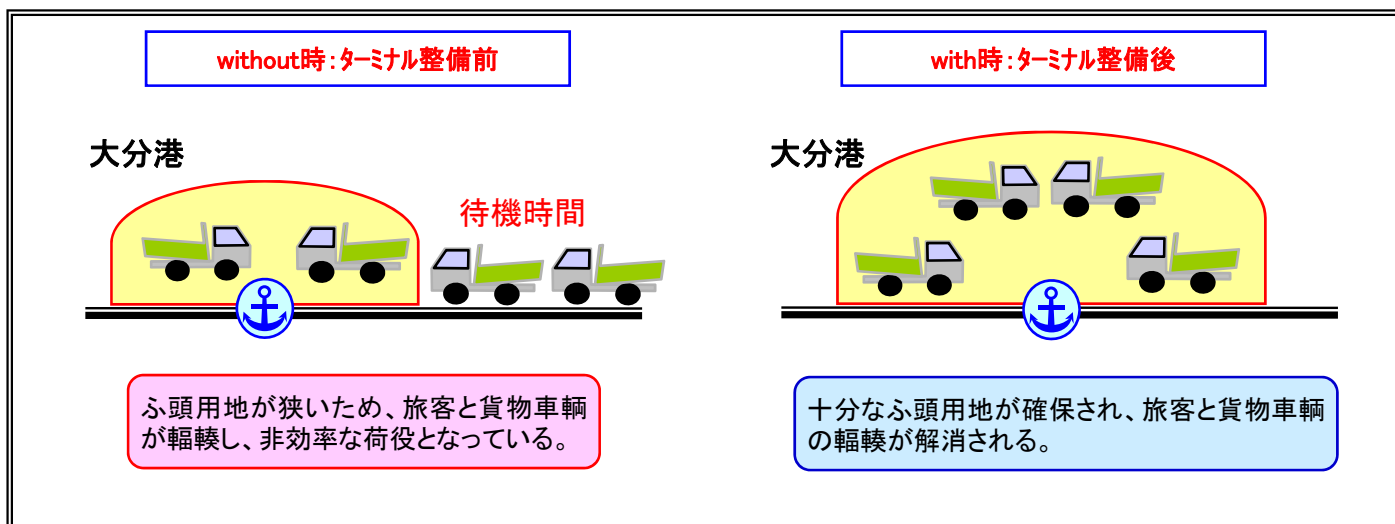 without時：ターミナル整備前
with時：ターミナル整備後
大分港
待機時間
大分港
ふ頭用地が狭いため、旅客と貨物車輌
が輻輳し、非効率な荷役となっている。
十分なふ頭用地が確保され、旅客と貨物車輌
の輻輳が解消される。